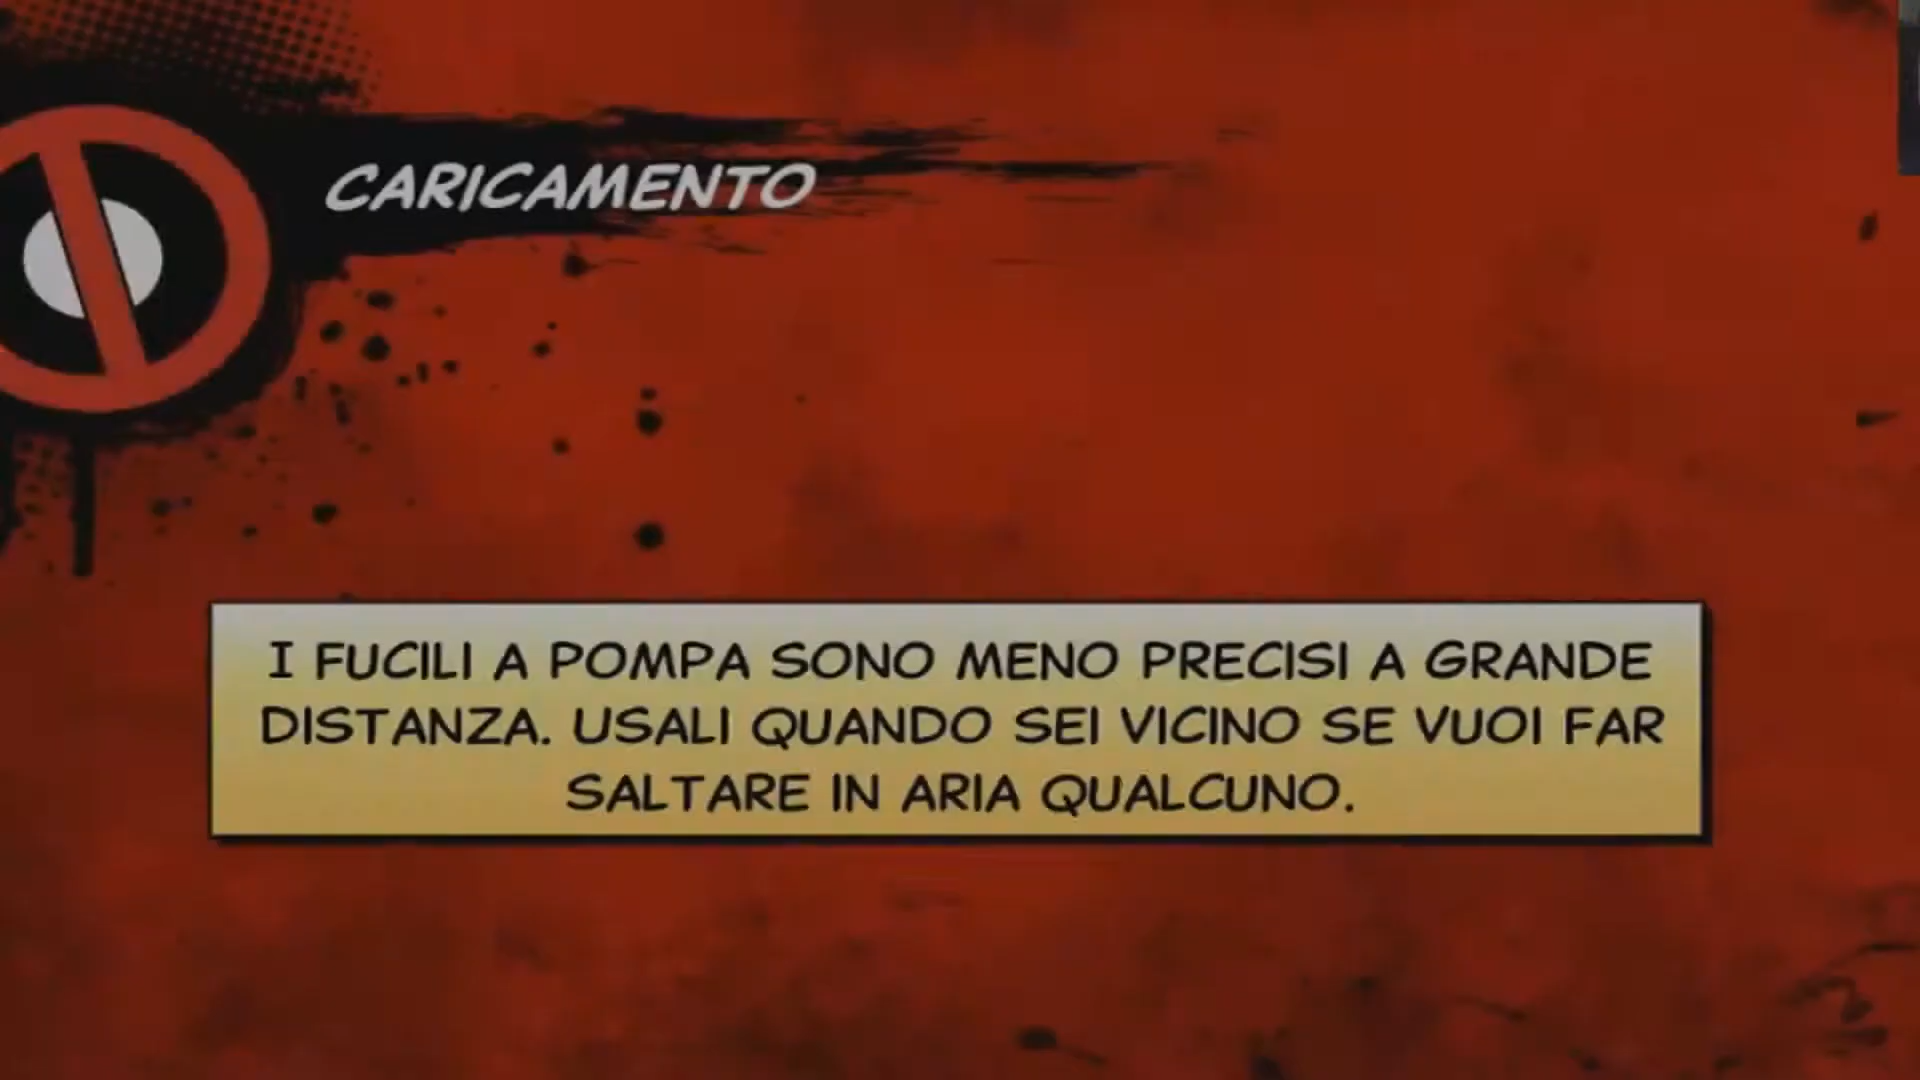 CARICAMENTO
I FUCILI A POMPA SONO MENO PRECISI A GRANDE
DISTANZA. USALI QUANDO SEI VICINO SE VUOI FAR
SALTARE IN ARIA QUALCUNO.